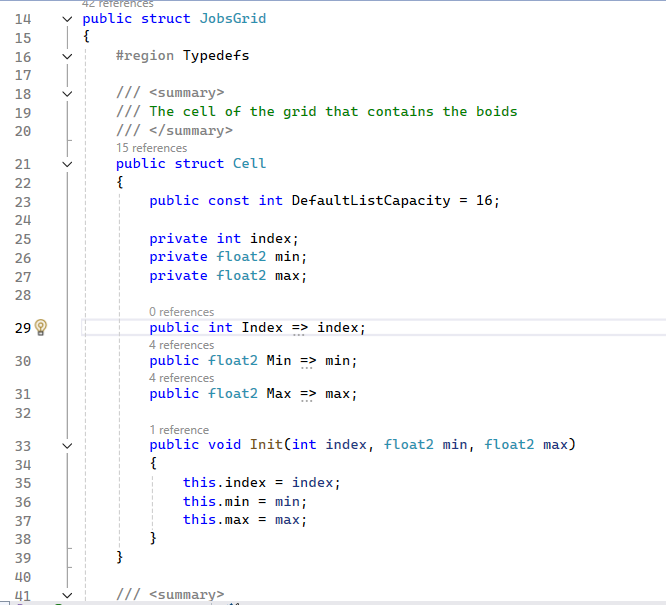 42 references
14 public struct JobsGrid
15 {
16 #region Typedefs
17
18 /// <summary>
19 /// The cell of the grid that contains the boids
20 /// </summary>
15 references
21 public struct Cell
22 {
23 public const int DefaultListCapacity = 16;
24
25 private int index;
26 private float2 min;
27 private float2 max;
28
0 references
29 public int Index => index;
4 references
30 public float2 Min => min;
4 references
31 public float2 Max => max;
32
1 reference
33 public void Init(int index, float2 min, float2 max)
34 {
35 this.index = index;
36 this.min = min;
37 this.max = max;
38 }
39 }
40
41 /// <summary>